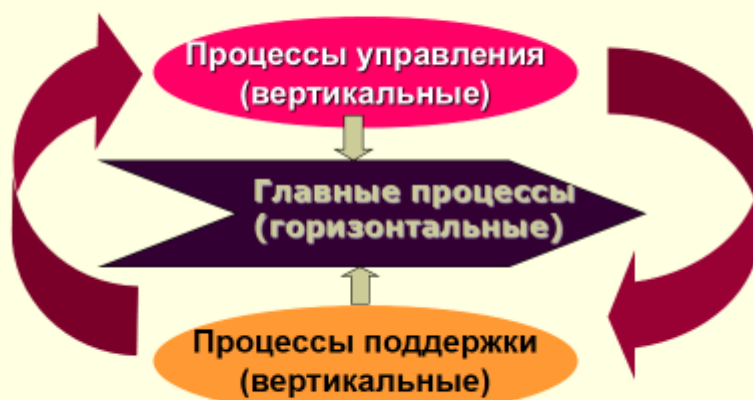 Процессы управления
(вертикальные)
Главные процессы
(горизонтальные)
Процессы поддержки
(вертикальные)